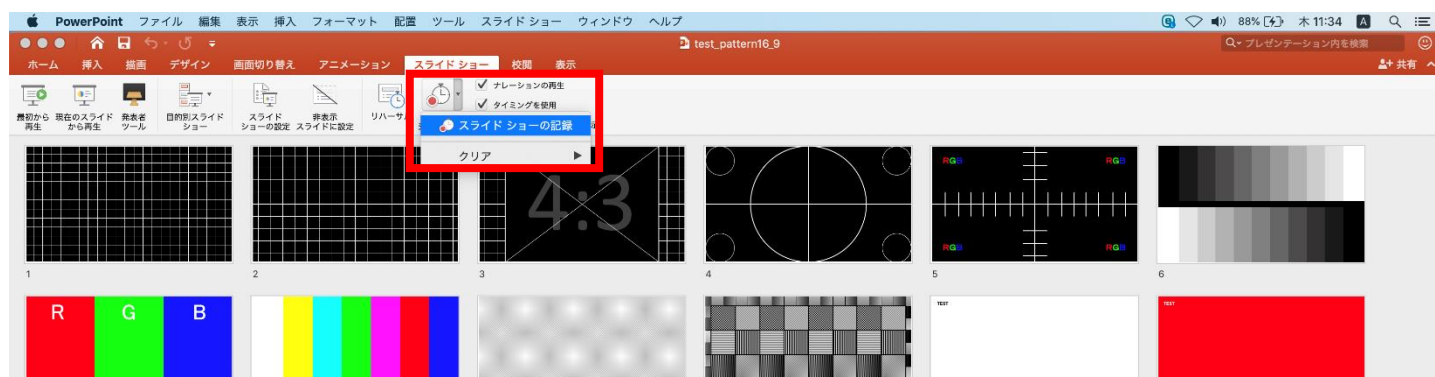 PowerPoint ファイル 編集 表示 挿入 フォーマット 配置 ツール スライド ショー ウィンドウ ヘルプ 88% 木 11:34 A
test_pattern16_9
プレゼンテーション内を検索
ホーム 挿入 描画 デザイン 画面切り替え アニメーション スライド ショー 校閲 表示 共有
ナレーションの再生
タイミングを使用
最初から
再生
現在のスライド
から再生
発表者
ツール
目的別スライド
ショー
スライド
ショーの設定
非表示
スライドに設定
リハーサル
スライド ショーの記録
クリア
4:3
RGB RGB
RGB RGB
1 2 3 4 5 6
R G B
TEST
TEST